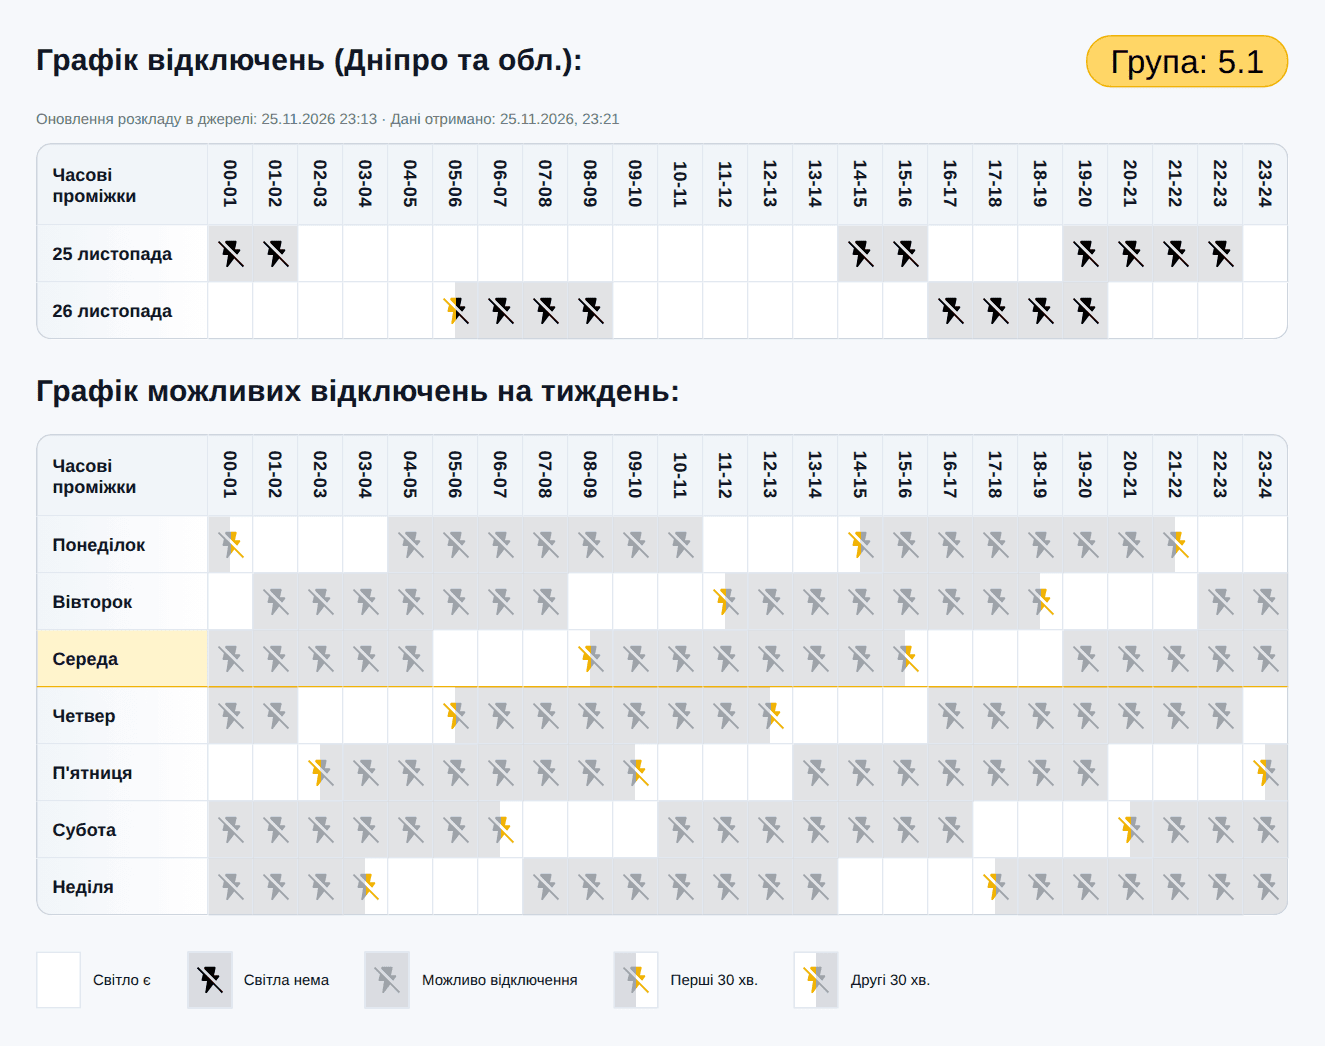 Графік відключень (Дніпро та обл.):
Група: 5.1
Оновлення розкладу в джерелі: 25.11.2026 23:13 · Дані отримано: 25.11.2026, 23:21
Часові проміжки 00-01 01-02 02-03 03-04 04-05 05-06 06-07 07-08 08-09 09-10 10-11 11-12 12-13 13-14 14-15 15-16 16-17 17-18 18-19 19-20 20-21 21-22 22-23 23-24
25 листопада
26 листопада
Графік можливих відключень на тиждень:
Часові проміжки 00-01 01-02 02-03 03-04 04-05 05-06 06-07 07-08 08-09 09-10 10-11 11-12 12-13 13-14 14-15 15-16 16-17 17-18 18-19 19-20 20-21 21-22 22-23 23-24
Понеділок
Вівторок
Середа
Четвер
П'ятниця
Субота
Неділя
Світло є Світла нема Можливо відключення Перші 30 хв. Другі 30 хв.